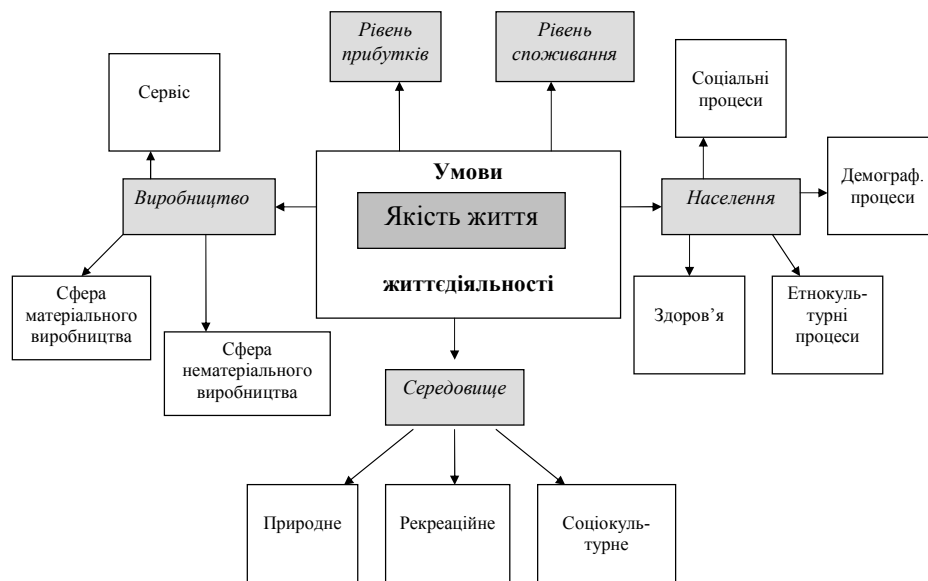 Рівень
прибутків
Рівень
споживання
Сервіс
Соціальні
процеси
Умови
Якість життя
життєдіяльності
Виробництво
Населення
Демограф.
процеси
Сфера
матеріального
виробництва
Сфера
нематеріального
виробництва
Здоров’я
Етнокуль-
турні
процеси
Середовище
Природне
Рекреаційне
Соціокуль-
турне